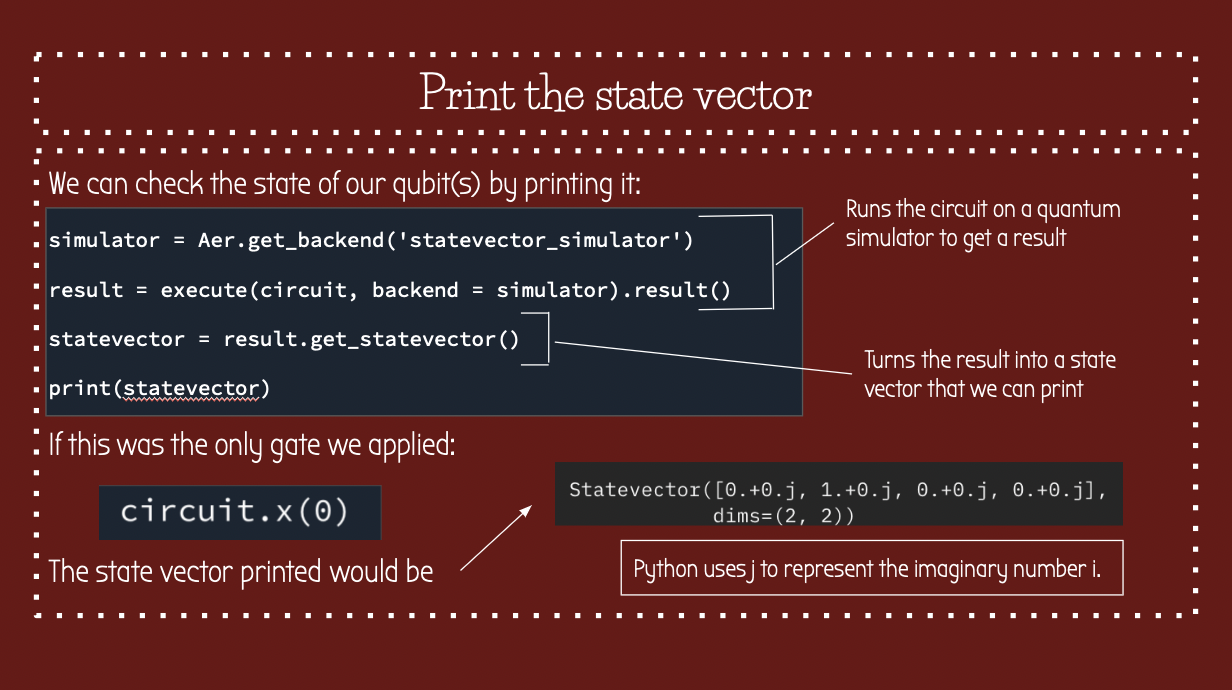 Print the state vector
We can check the state of our qubit(s) by printing it:
simulator = Aer.get_backend('statevector_simulator')
result = execute(circuit, backend = simulator).result()
statevector = result.get_statevector()
print(statevector)
Runs the circuit on a quantum
simulator to get a result
Turns the result into a state
vector that we can print
If this was the only gate we applied:
circuit.x(0)
The state vector printed would be
Statevector([0.+0.j, 1.+0.j, 0.+0.j, 0.+0.j],
dims=(2, 2))
Python uses j to represent the imaginary number i.